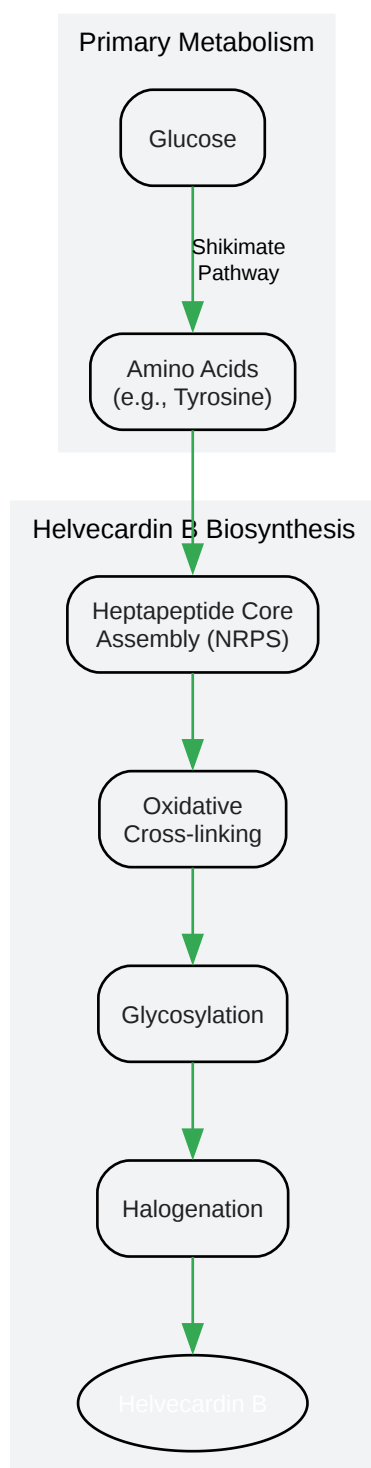 Primary Metabolism
Glucose
Shikimate
Pathway
Amino Acids
(e.g., Tyrosine)
Helvecardin B Biosynthesis
Heptapeptide Core
Assembly (NRPS)
Oxidative
Cross-linking
Glycosylation
Halogenation
Helvecardin B